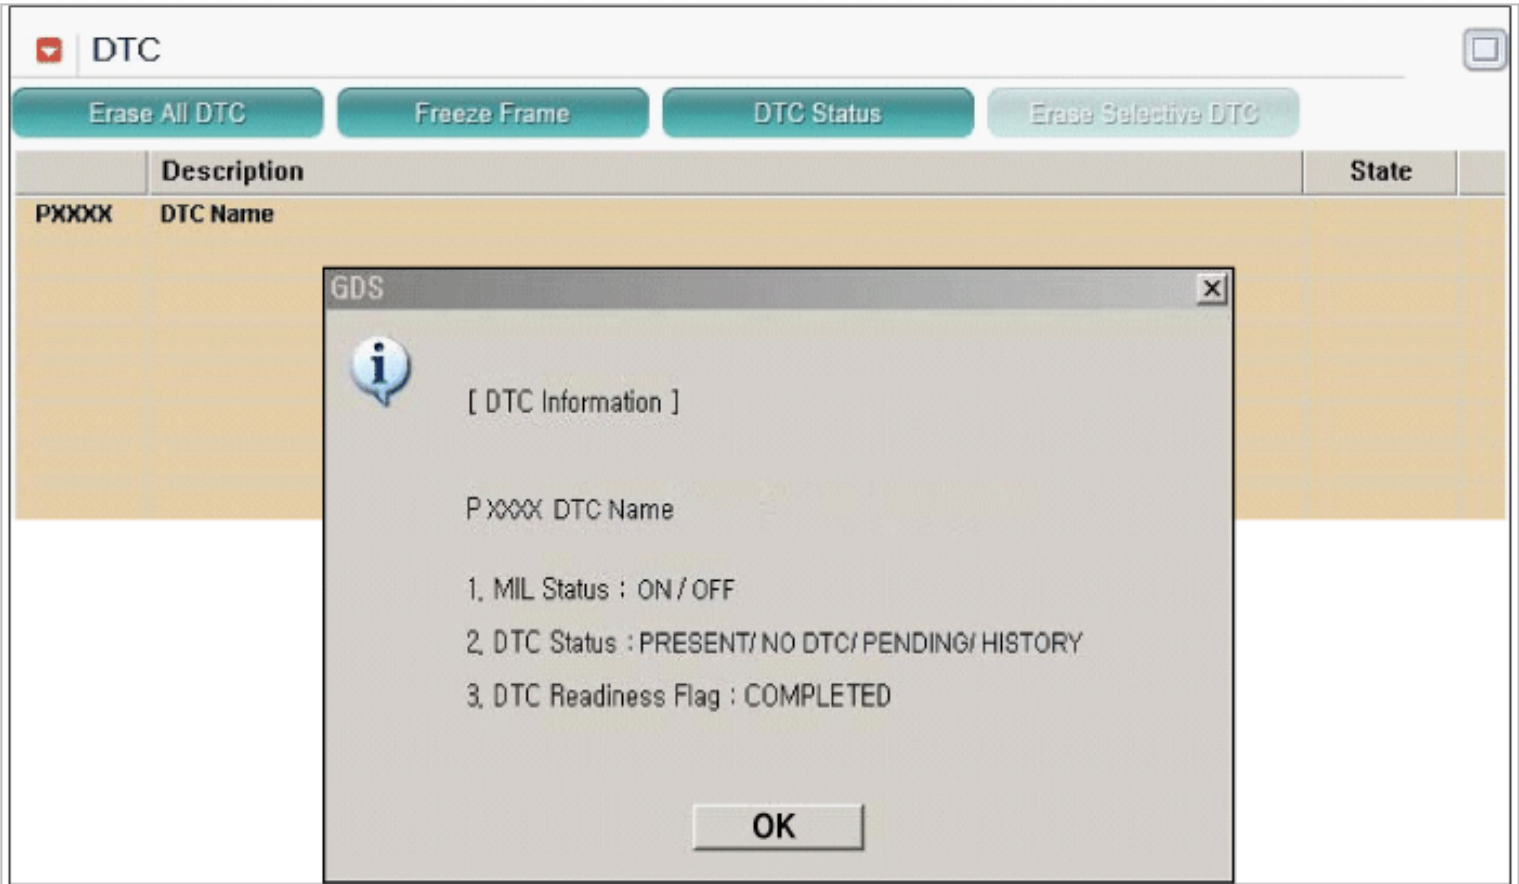 DTC
Erase All DTC Freeze Frame DTC Status Erase Selective DTC
Description State
PXXXX DTC Name
GDS
[ DTC Information ]
P XXXX DTC Name
1. MIL Status : ON / OFF
2. DTC Status : PRESENT/ NO DTC/ PENDING/ HISTORY
3. DTC Readiness Flag : COMPLETED
OK